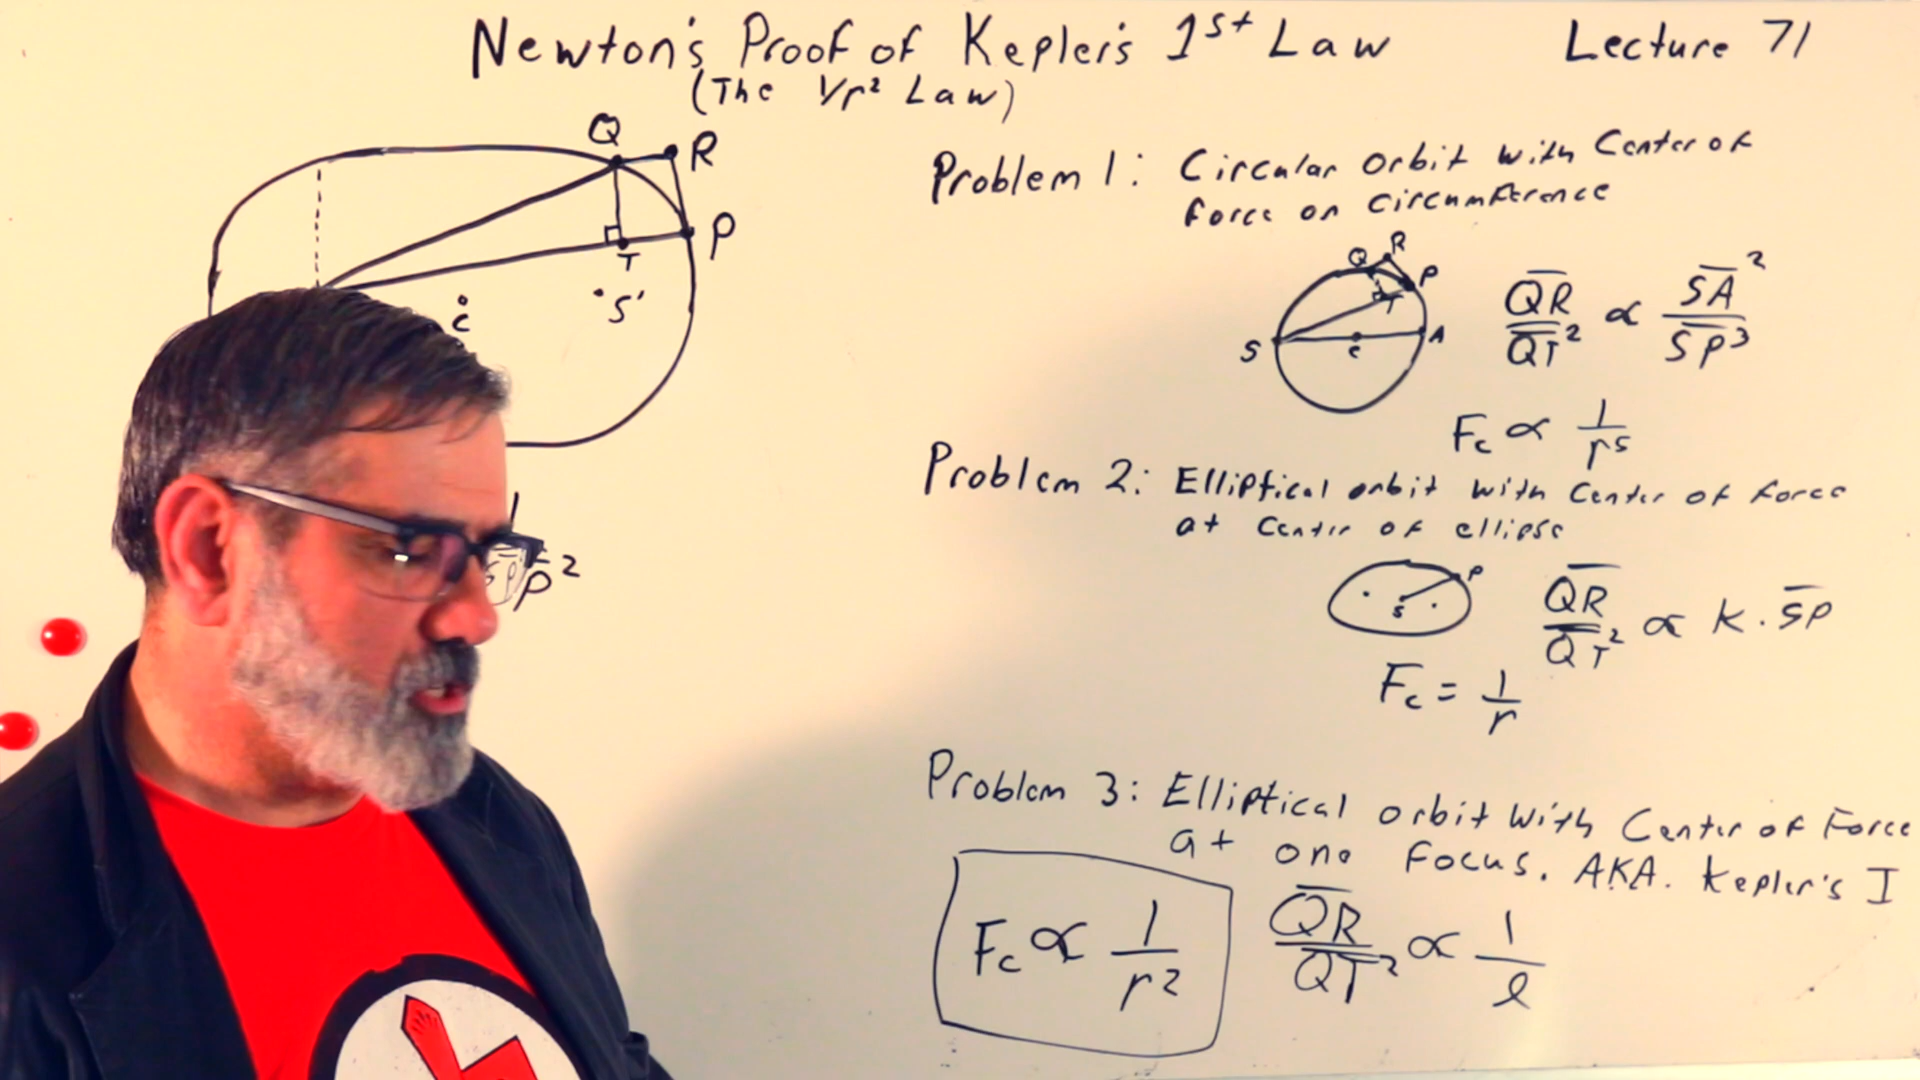 Newton's Proof of Kepler's 1st Law
Lecture 71
(The 1/r² Law)
Q
R
P
T
S'
c
P²
Problem 1: Circular orbit with Center of
force on circumference
Q R P T S c A
QR/QT² ∝ SA²/SP³
Fc ∝ 1/r⁵
Problem 2: Elliptical orbit with Center of force
at center of ellipse
P
S
QR/QT² ∝ K · SP
Fc = 1/r
Problem 3: Elliptical orbit with Center of Force
at one Focus. AKA. Kepler's I
Fc ∝ 1/r²
QR/QT² ∝ 1/l